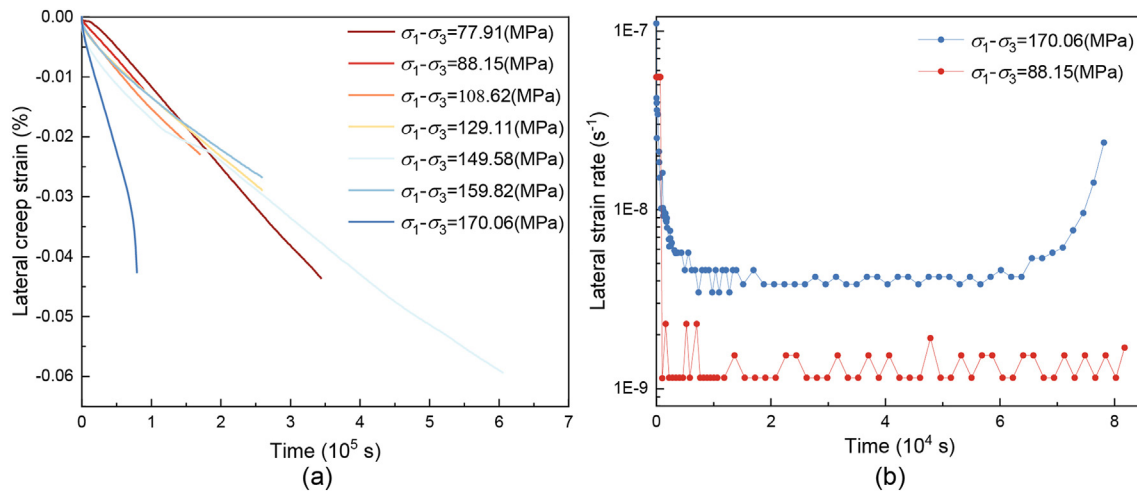 0.00
-0.01
-0.02
-0.03
-0.04
-0.05
-0.06
Lateral creep strain (%)
0 1 2 3 4 5 6 7
Time (10⁵ s)
σ₁-σ₃=77.91(MPa)
σ₁-σ₃=88.15(MPa)
σ₁-σ₃=108.62(MPa)
σ₁-σ₃=129.11(MPa)
σ₁-σ₃=149.58(MPa)
σ₁-σ₃=159.82(MPa)
σ₁-σ₃=170.06(MPa)
(a)
1E-7
1E-8
1E-9
Lateral strain rate (s⁻¹)
0 2 4 6 8
Time (10⁴ s)
σ₁-σ₃=170.06(MPa)
σ₁-σ₃=88.15(MPa)
(b)